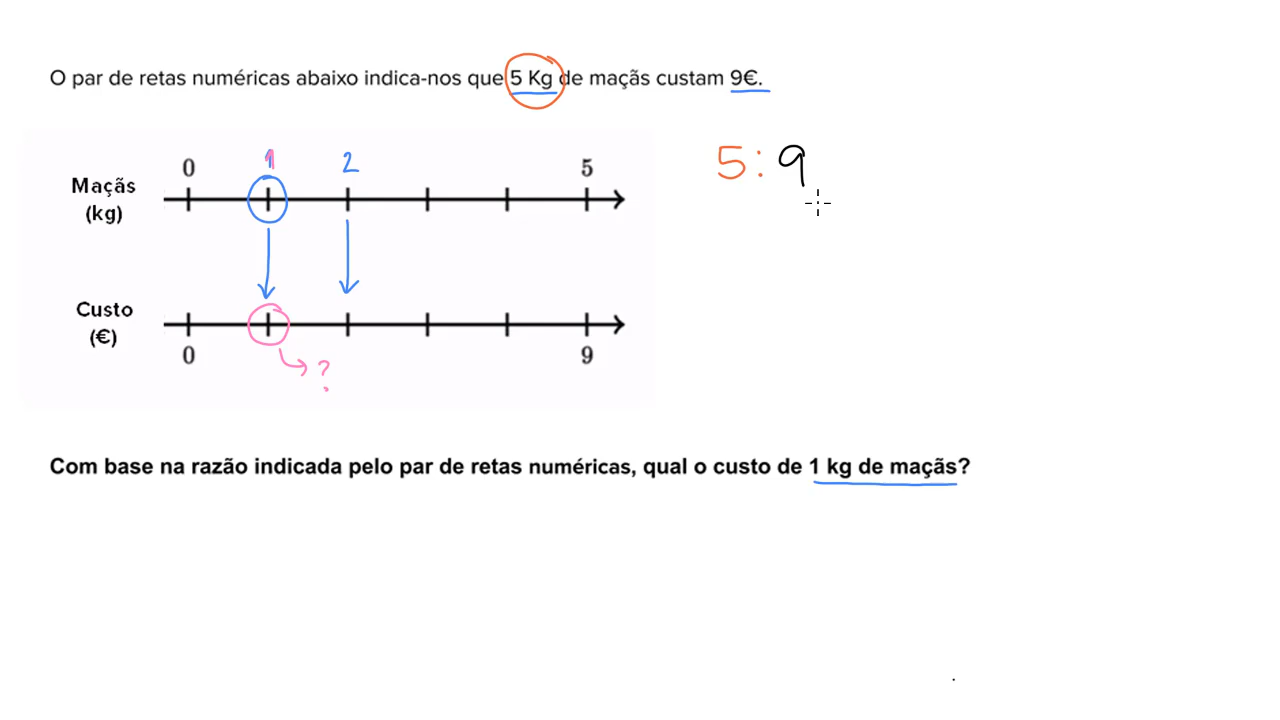 O par de retas numéricas abaixo indica-nos que 5 Kg de maçãs custam 9€.
5:9
1 2
0 5
Maçãs
(kg)
Custo
(€)
0 9
?
Com base na razão indicada pelo par de retas numéricas, qual o custo de 1 kg de maçãs?